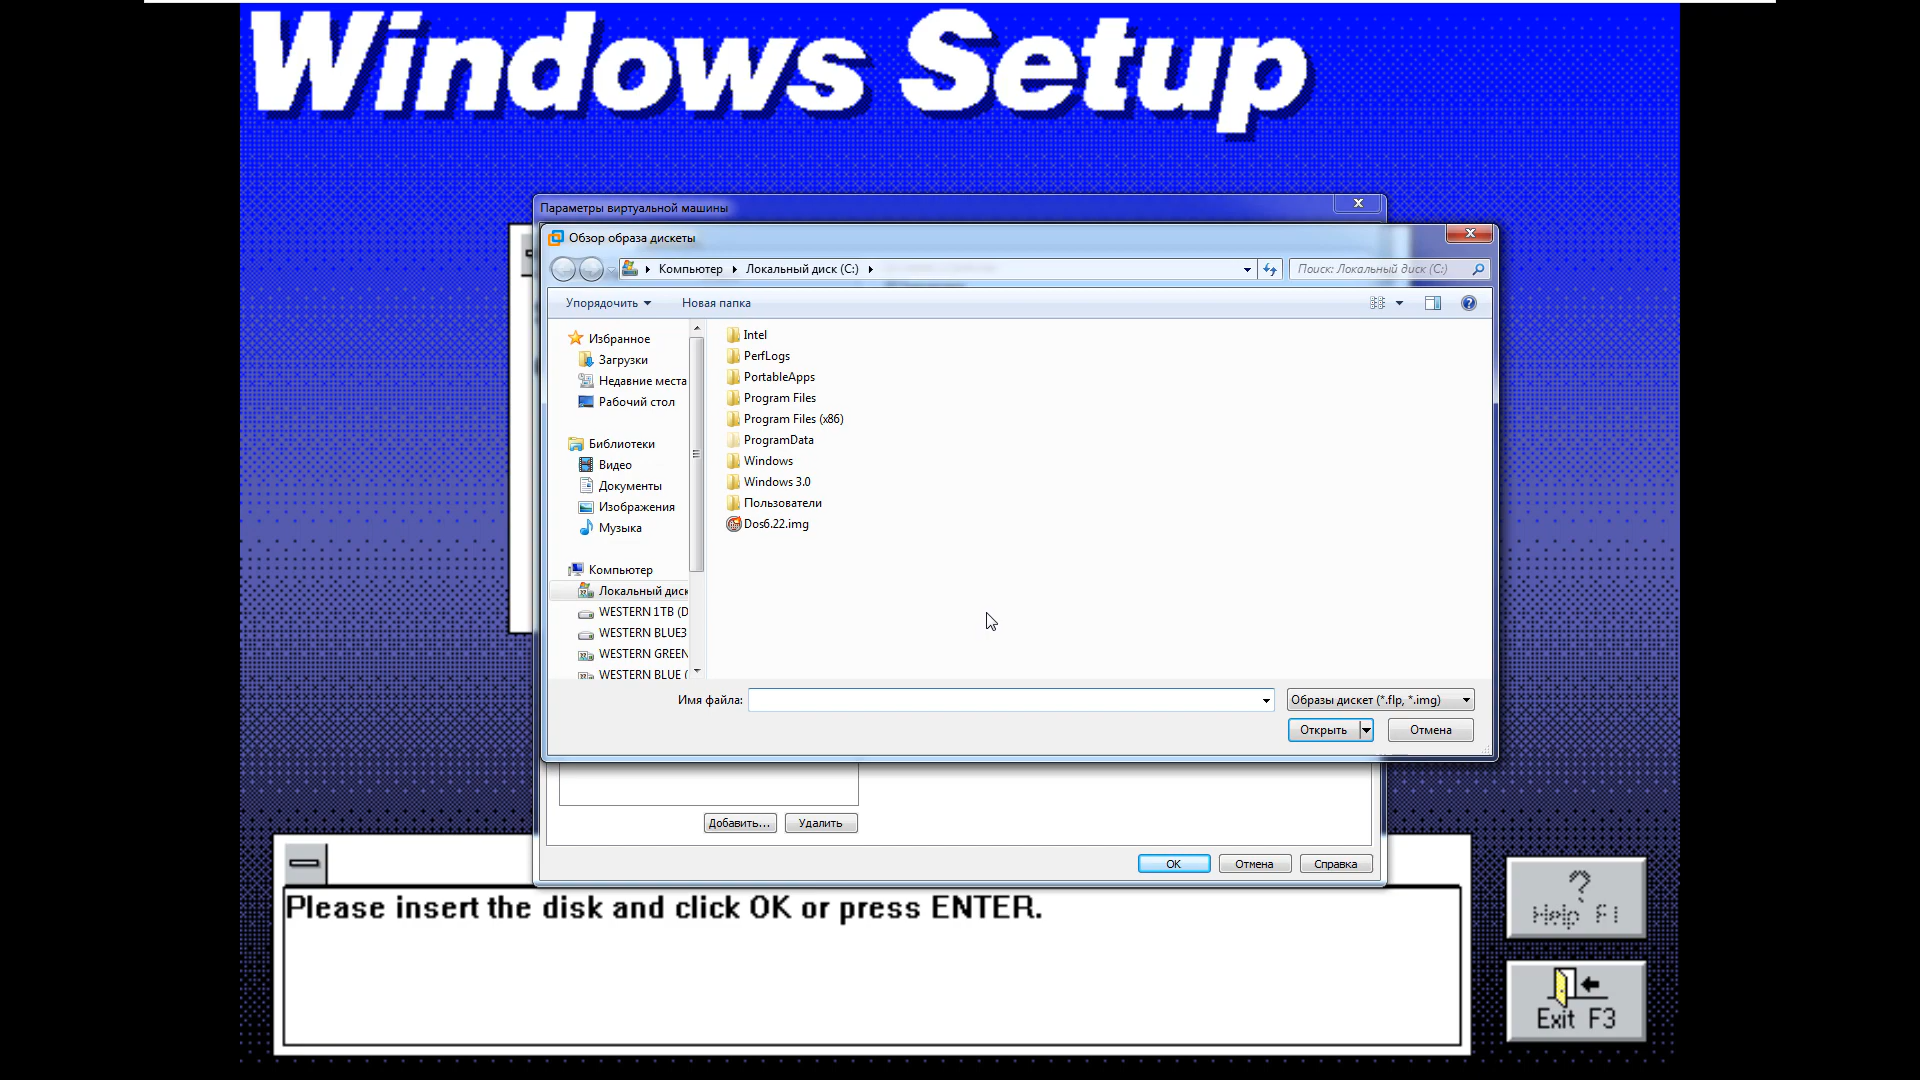 Windows Setup
Параметры виртуальной машины
Обзор образа дискеты
Компьютер
Локальный диск (C:)
Поиск: Локальный диск (C:)
Упорядочить
Новая папка
Избранное
Загрузки
Недавние места
Рабочий стол
Библиотеки
Видео
Документы
Изображения
Музыка
Компьютер
Локальный диск
WESTERN 1TB (D
WESTERN BLUE3
WESTERN GREEN
WESTERN BLUE (
Intel
PerfLogs
PortableApps
Program Files
Program Files (x86)
ProgramData
Windows
Windows 3.0
Пользователи
Dos6.22.img
Имя файла:
Образы дискет (*.flp, *.img)
Открыть
Отмена
Добавить...
Удалить
OK
Отмена
Справка
Please insert the disk and click OK or press ENTER.
?
Help F1
Exit F3